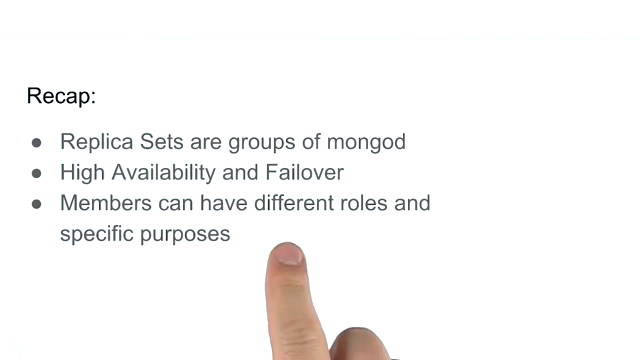 Recap:
● Replica Sets are groups of mongod
● High Availability and Failover
● Members can have different roles and
specific purposes